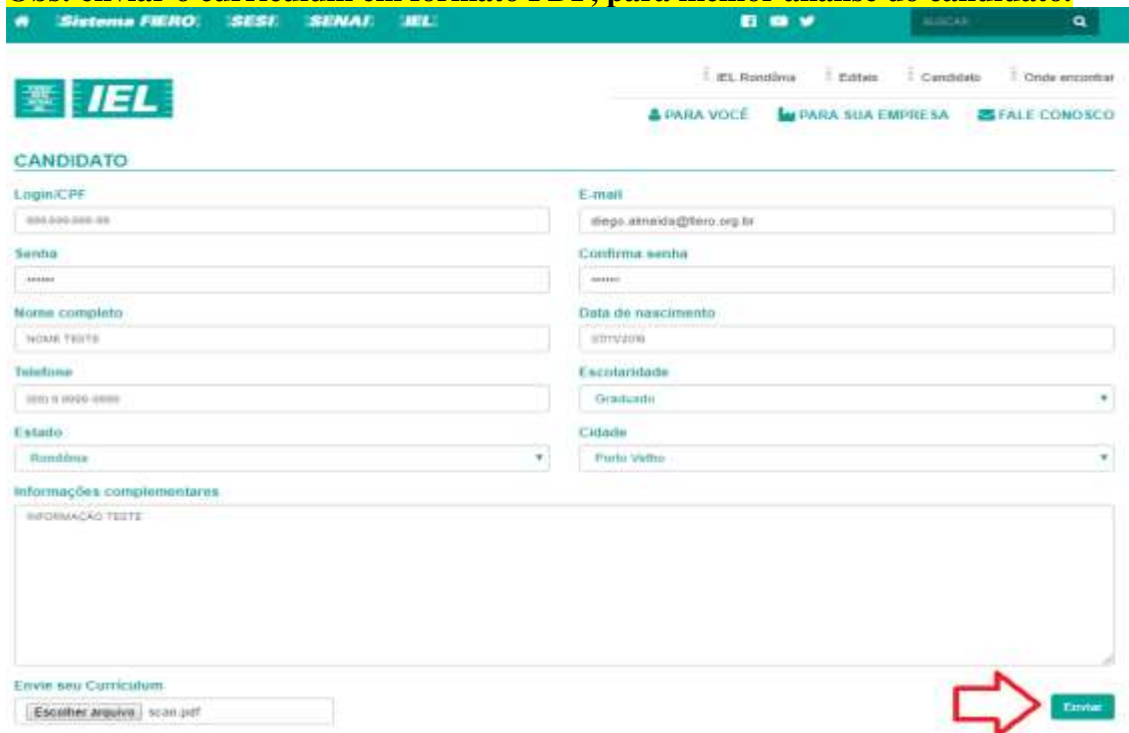 Obs: enviar o curriculum em formato PDF, para melhor análise do candidato.
Sistema FIERO SESI SENAI IEL BUSCAR
IEL Rondônia Editais Candidato Onde encontrar
IEL
PARA VOCÊ PARA SUA EMPRESA FALE CONOSCO
CANDIDATO
Login/CPF E-mail
diego.almeida@fiero.org.br
Senha Confirma senha
****** ******
Nome completo Data de nascimento
NOME TESTE
Telefone Escolaridade
Graduado
Estado Cidade
Rondônia Porto Velho
Informações complementares
INFORMAÇÃO TESTE
Envie seu Currículum
Escolher arquivo scan.pdf Enviar